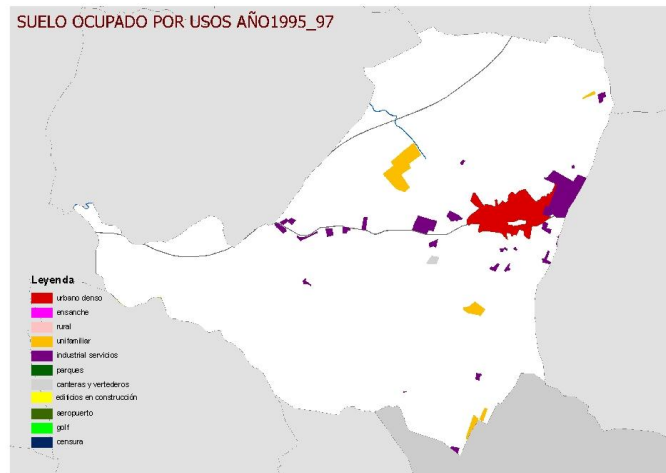 SUELO OCUPADO POR USOS AÑO1995_97
Leyenda
urbano denso
ensanche
rural
unifamiliar
industrial servicios
parques
canteras y vertederos
edificios en construcción
aeropuerto
golf
censura